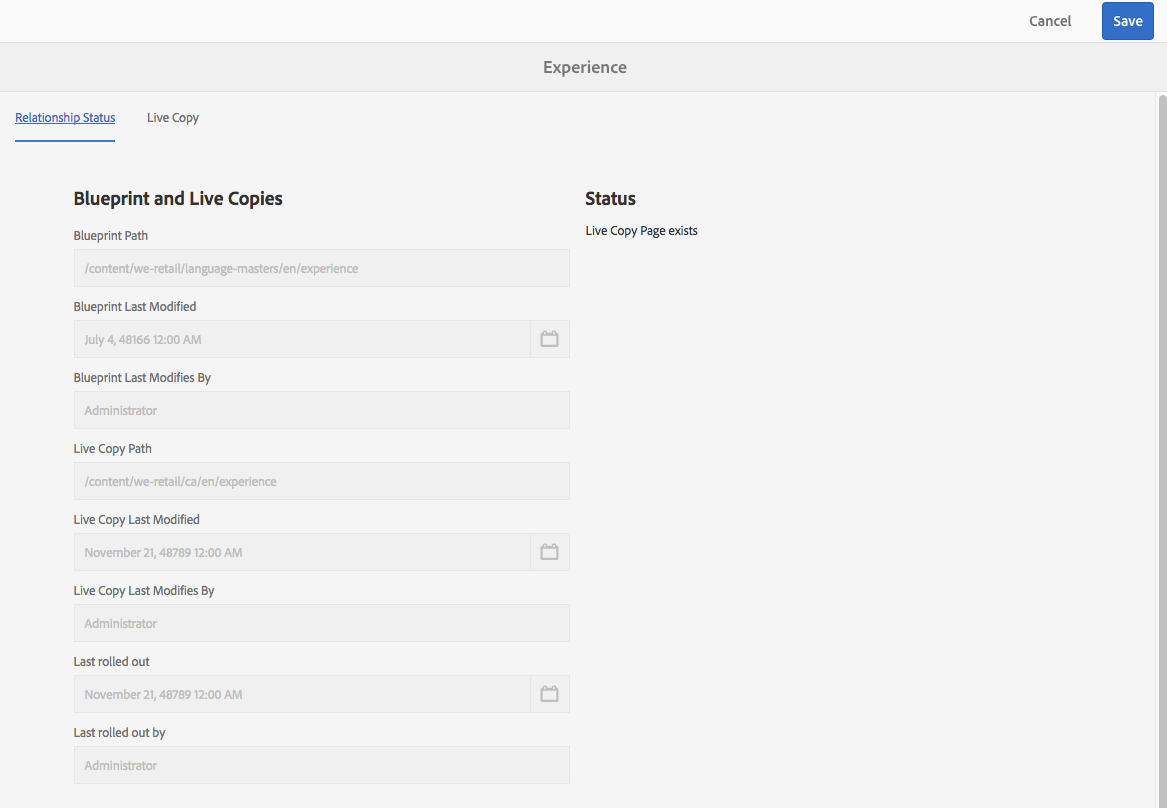 Cancel
Save
Experience
Relationship Status
Live Copy
Blueprint and Live Copies
Blueprint Path
/content/we-retail/language-masters/en/experience
Blueprint Last Modified
July 4, 48166 12:00 AM
Blueprint Last Modifies By
Administrator
Live Copy Path
/content/we-retail/ca/en/experience
Live Copy Last Modified
November 21, 48789 12:00 AM
Live Copy Last Modifies By
Administrator
Last rolled out
November 21, 48789 12:00 AM
Last rolled out by
Administrator
Status
Live Copy Page exists